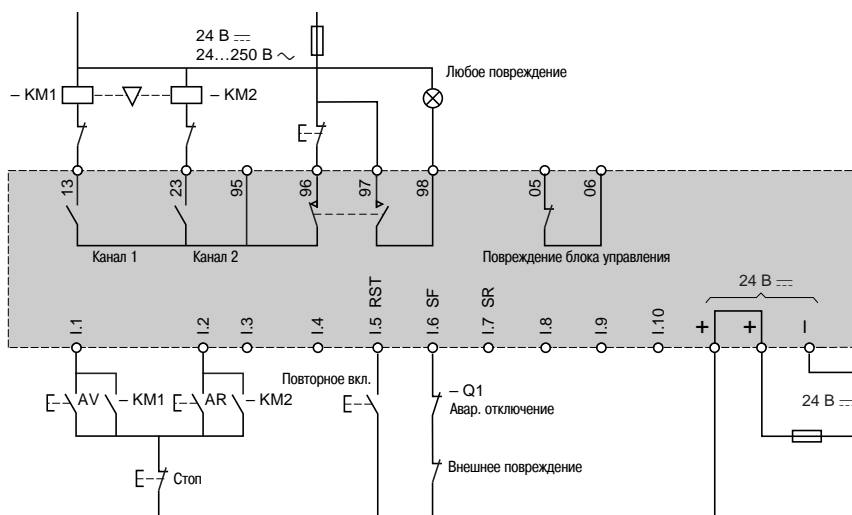 24 В
24...250 В ~
Любое повреждение
– KM1
– KM2
13
23
95
96
97
98
05
06
Канал 1
Канал 2
Повреждение блока управления
24 В
I.1
I.2
I.3
I.4
I.5 RST
I.6 SF
I.7 SR
I.8
I.9
I.10
+
+
I
Повторное вкл.
– Q1
Авар. отключение
AV
– KM1
AR
– KM2
24 В
Стоп
Внешнее повреждение